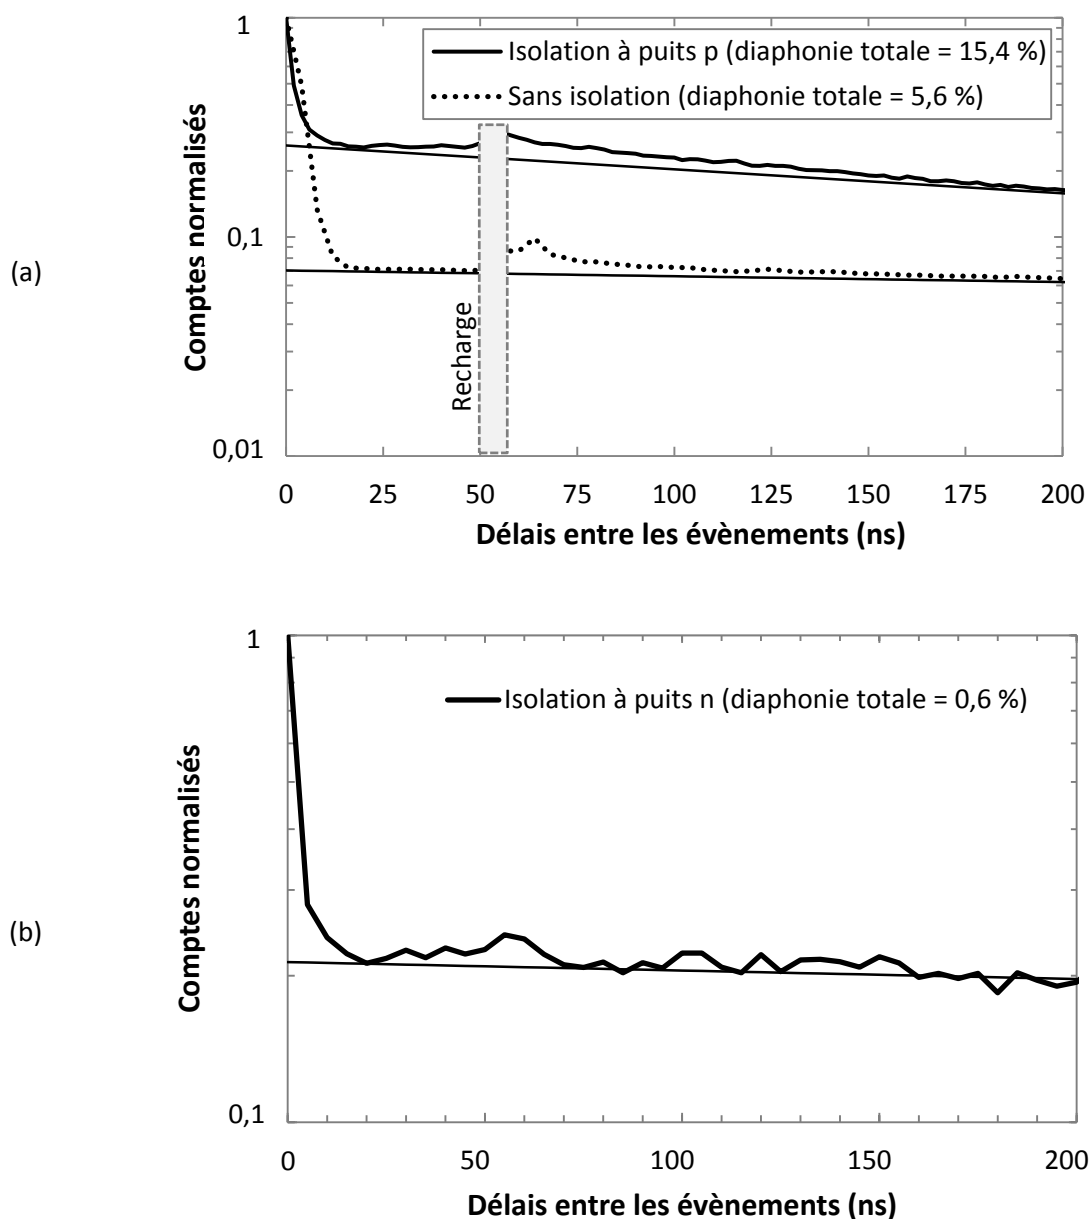 (a)
Comptes normalisés
1
0,1
0,01
Isolation à puits p (diaphonie totale = 15,4 %)
Sans isolation (diaphonie totale = 5,6 %)
Recharge
0 25 50 75 100 125 150 175 200
Délais entre les évènements (ns)
(b)
Comptes normalisés
1
0,1
Isolation à puits n (diaphonie totale = 0,6 %)
0 50 100 150 200
Délais entre les évènements (ns)